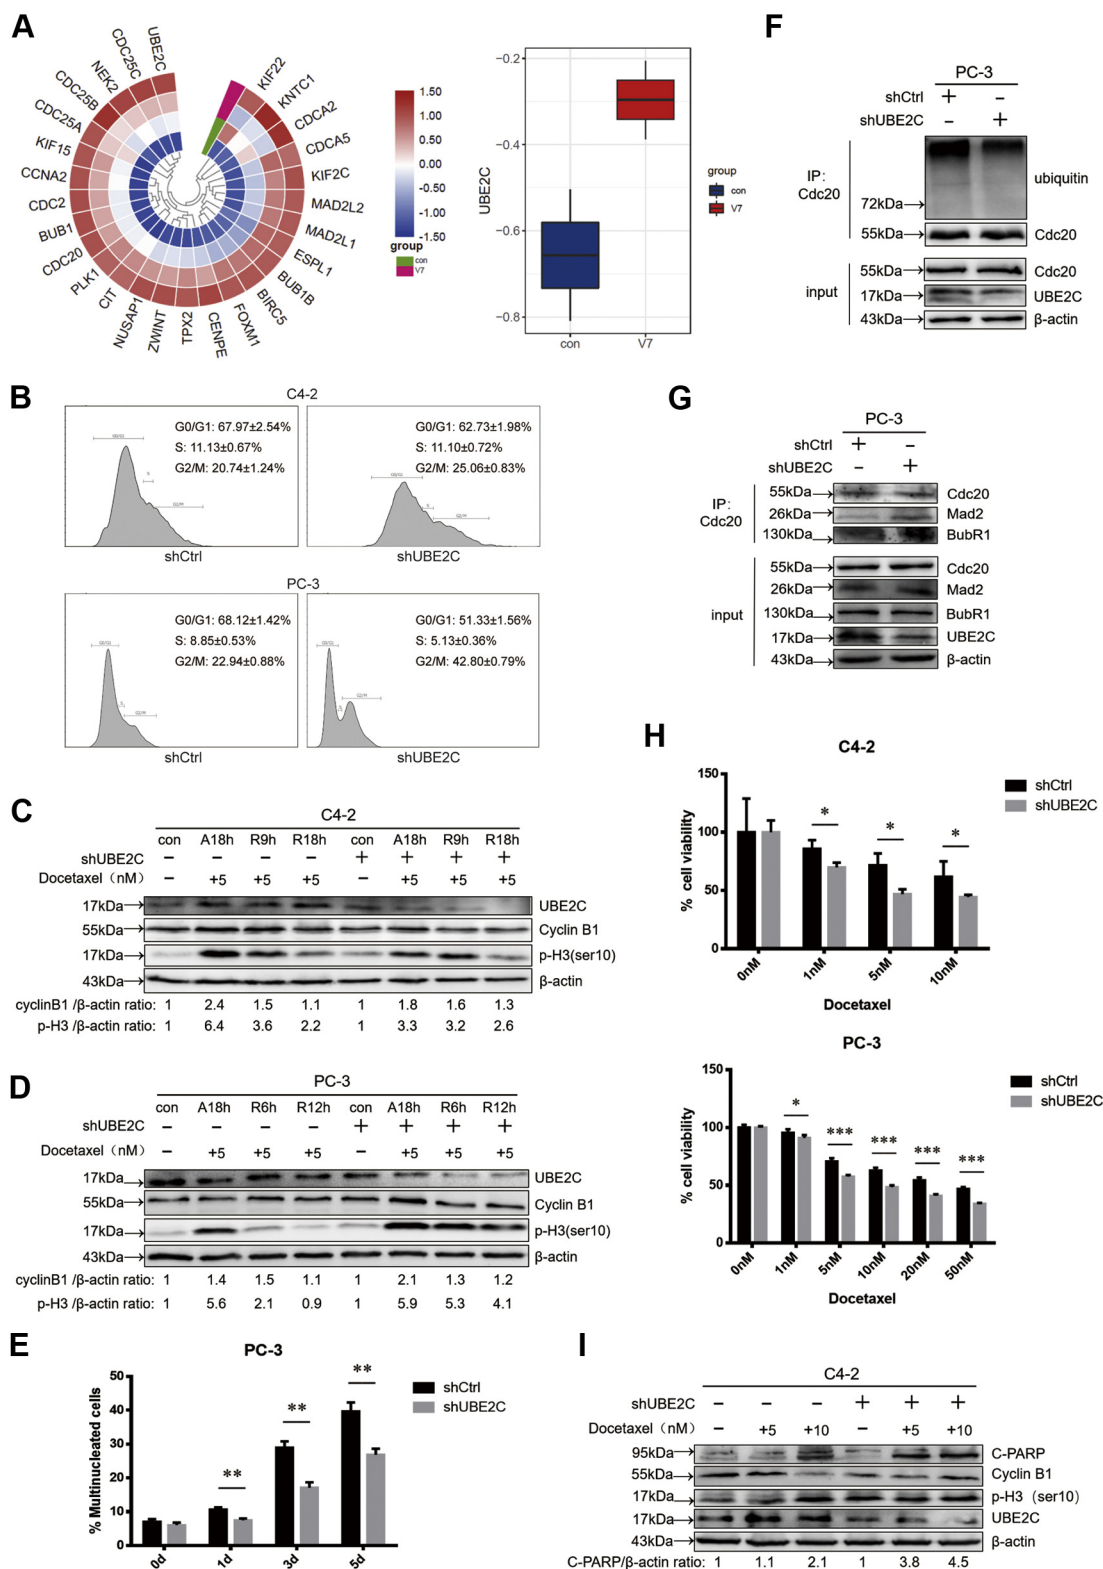 A
UBE2C
CDC25C
NEK2
CDC25B
CDC25A
KIF15
CCNA2
CDC2
BUB1
CDC20
PLK1
CIT
NUSAP1
ZWINT
TPX2
CENPE
FOXM1
BIRC5
BUB1B
ESPL1
MAD2L1
MAD2L2
KIF2C
CDCA5
CDCA2
KNTC1
KIF22
1.50
1.00
0.50
0.00
-0.50
-1.00
-1.50
group
con
V7
UBE2C
−0.2
−0.4
−0.6
−0.8
con V7
group
con
V7
B
C4-2
G0/G1: 67.97±2.54%
S: 11.13±0.67%
G2/M: 20.74±1.24%
G0/G1
S
G2/M
shCtrl
G0/G1: 62.73±1.98%
S: 11.10±0.72%
G2/M: 25.06±0.83%
G0/G1
S
G2/M
shUBE2C
PC-3
G0/G1: 68.12±1.42%
S: 8.85±0.53%
G2/M: 22.94±0.88%
G0/G1
S
G2/M
shCtrl
G0/G1: 51.33±1.56%
S: 5.13±0.36%
G2/M: 42.80±0.79%
G0/G1
S
G2/M
shUBE2C
C
C4-2
con A18h R9h R18h con A18h R9h R18h
shUBE2C − − − − + + + +
Docetaxel（nM） − +5 +5 +5 − +5 +5 +5
17kDa→ UBE2C
55kDa→ Cyclin B1
17kDa→ p-H3(ser10)
43kDa→ β-actin
cyclinB1 /β-actin ratio: 1 2.4 1.5 1.1 1 1.8 1.6 1.3
p-H3 /β-actin ratio: 1 6.4 3.6 2.2 1 3.3 3.2 2.6
D
PC-3
con A18h R6h R12h con A18h R6h R12h
shUBE2C − − − − + + + +
Docetaxel（nM） − +5 +5 +5 − +5 +5 +5
17kDa→ UBE2C
55kDa→ Cyclin B1
17kDa→ p-H3(ser10)
43kDa→ β-actin
cyclinB1 /β-actin ratio: 1 1.4 1.5 1.1 1 2.1 1.3 1.2
p-H3 /β-actin ratio: 1 5.6 2.1 0.9 1 5.9 5.3 4.1
E
PC-3
% Multinucleated cells
50
40
30
20
10
0
** ** **
0d 1d 3d 5d
shCtrl
shUBE2C
F
PC-3
shCtrl + −
shUBE2C − +
IP:
Cdc20
ubiquitin
72kDa→
55kDa→ Cdc20
input
55kDa→ Cdc20
17kDa→ UBE2C
43kDa→ β-actin
G
PC-3
shCtrl + −
shUBE2C − +
IP:
Cdc20
55kDa→ Cdc20
26kDa→ Mad2
130kDa→ BubR1
input
55kDa→ Cdc20
26kDa→ Mad2
130kDa→ BubR1
17kDa→ UBE2C
43kDa→ β-actin
H
C4-2
% cell viability
150
100
50
0
* * *
0nM 1nM 5nM 10nM
Docetaxel
shCtrl
shUBE2C
PC-3
% cell viability
150
100
50
0
* *** *** *** ***
0nM 1nM 5nM 10nM 20nM 50nM
Docetaxel
shCtrl
shUBE2C
I
C4-2
shUBE2C − − − + + +
Docetaxel（nM） − +5 +10 − +5 +10
95kDa→ C-PARP
55kDa→ Cyclin B1
17kDa→ p-H3（ser10）
17kDa→ UBE2C
43kDa→ β-actin
C-PARP/β-actin ratio: 1 1.1 2.1 1 3.8 4.5